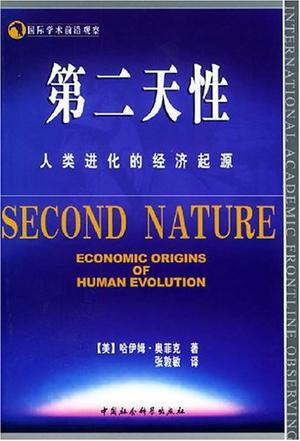 国际学术前沿观察
第二天性
人类进化的经济起源
SECOND NATURE
ECONOMIC ORIGINS
OF
HUMAN EVOLUTION
【美】哈伊姆·奥菲克 著
张敦敏 译
中国社会科学出版社
INTERNATIONAL ACADEMIC FRONTLINE OBSERVING